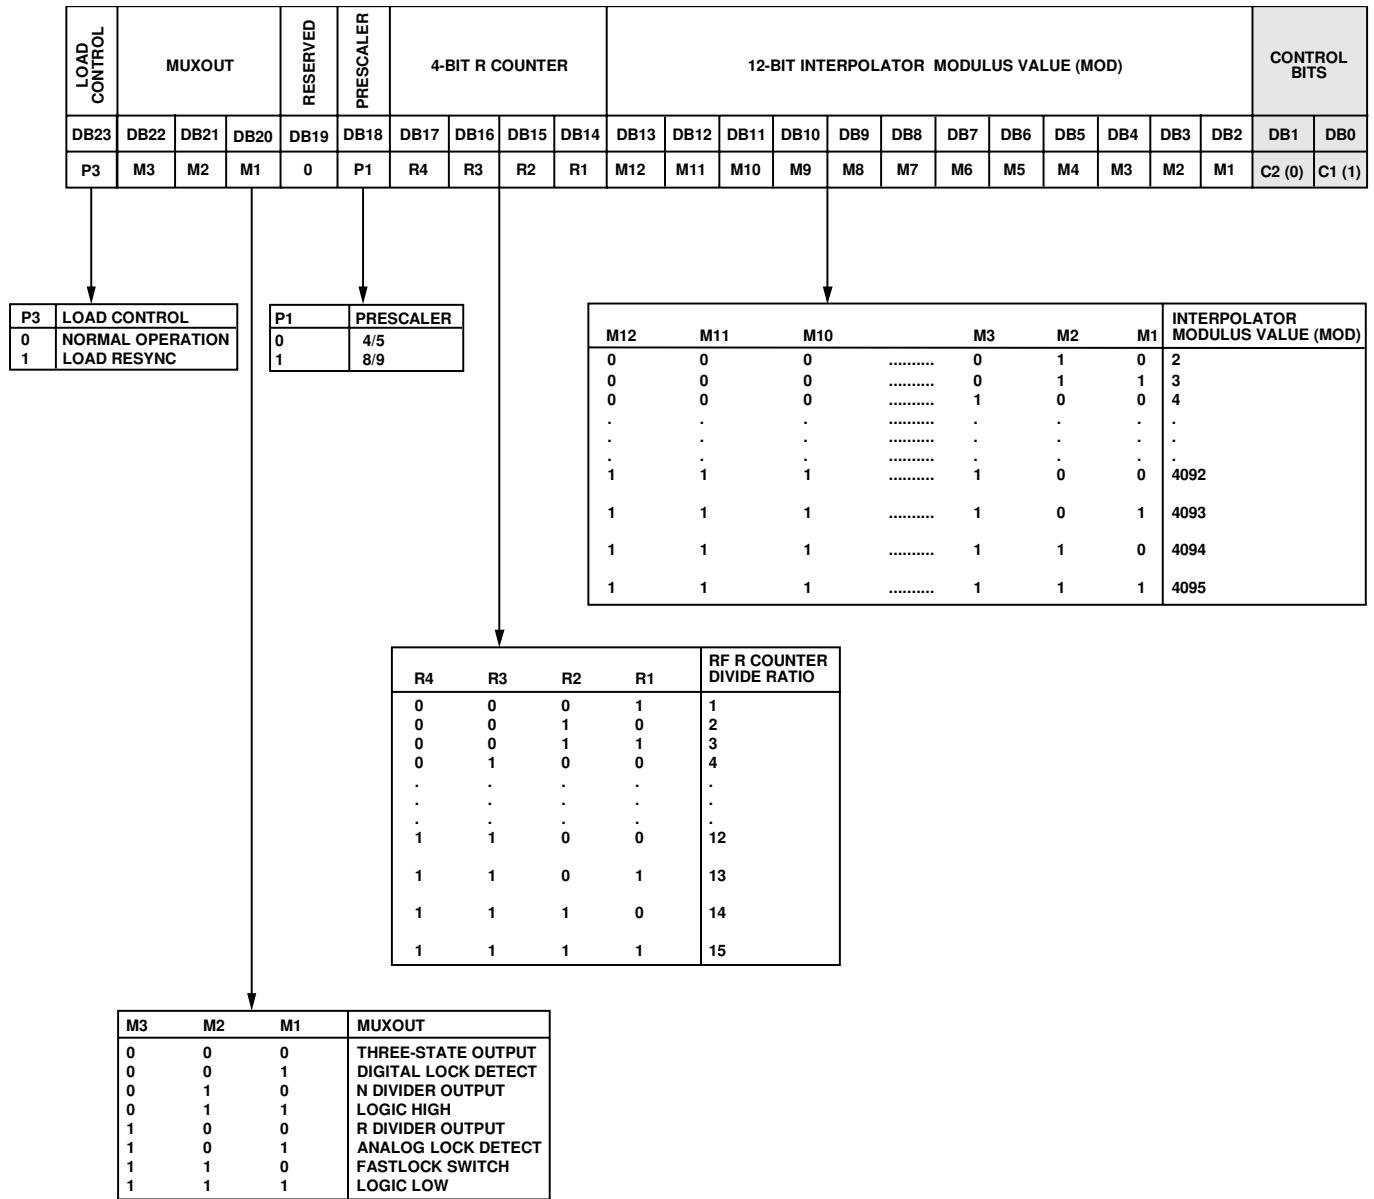 LOAD CONTROL MUXOUT RESERVED PRESCALER 4-BIT R COUNTER 12-BIT INTERPOLATOR MODULUS VALUE (MOD) CONTROL BITS
DB23 DB22 DB21 DB20 DB19 DB18 DB17 DB16 DB15 DB14 DB13 DB12 DB11 DB10 DB9 DB8 DB7 DB6 DB5 DB4 DB3 DB2 DB1 DB0
P3 M3 M2 M1 0 P1 R4 R3 R2 R1 M12 M11 M10 M9 M8 M7 M6 M5 M4 M3 M2 M1 C2 (0) C1 (1)
P3 LOAD CONTROL
0 NORMAL OPERATION
1 LOAD RESYNC
P1 PRESCALER
0 4/5
1 8/9
M12 M11 M10 M3 M2 M1 INTERPOLATOR MODULUS VALUE (MOD)
0 0 0 .......... 0 1 0 2
0 0 0 .......... 0 1 1 3
0 0 0 .......... 1 0 0 4
. . . .......... . . . .
. . . .......... . . . .
. . . .......... . . . .
1 1 1 .......... 1 0 0 4092
1 1 1 .......... 1 0 1 4093
1 1 1 .......... 1 1 0 4094
1 1 1 .......... 1 1 1 4095
R4 R3 R2 R1 RF R COUNTER DIVIDE RATIO
0 0 0 1 1
0 0 1 0 2
0 0 1 1 3
0 1 0 0 4
. . . . .
. . . . .
. . . . .
1 1 0 0 12
1 1 0 1 13
1 1 1 0 14
1 1 1 1 15
M3 M2 M1 MUXOUT
0 0 0 THREE-STATE OUTPUT
0 0 1 DIGITAL LOCK DETECT
0 1 0 N DIVIDER OUTPUT
0 1 1 LOGIC HIGH
1 0 0 R DIVIDER OUTPUT
1 0 1 ANALOG LOCK DETECT
1 1 0 FASTLOCK SWITCH
1 1 1 LOGIC LOW